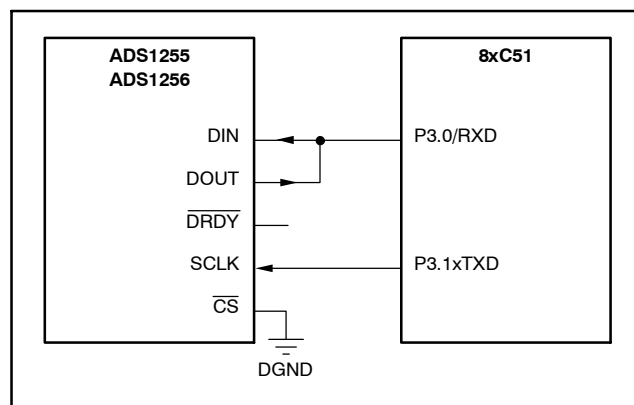 ADS1255
ADS1256
8xC51
DIN
P3.0/RXD
DOUT
DRDY
SCLK
P3.1xTXD
CS
DGND